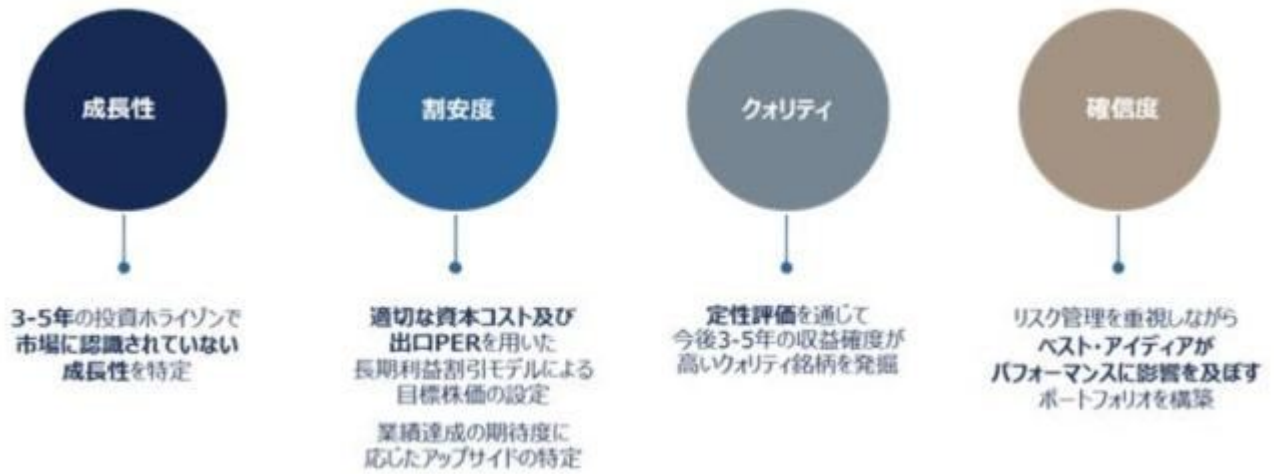 成長性
3-5年の投資ホライゾンで
市場に認識されていない
成長性を特定
割安度
適切な資本コスト及び
出口PERを用いた
長期利益割引モデルによる
目標株価の設定
業績達成の期待度に
応じたアップサイドの特定
クォリティ
定性評価を通じて
今後3-5年の収益確度が
高いクォリティ銘柄を発掘
確信度
リスク管理を重視しながら
ベスト・アイディアが
パフォーマンスに影響を及ぼす
ポートフォリオを構築